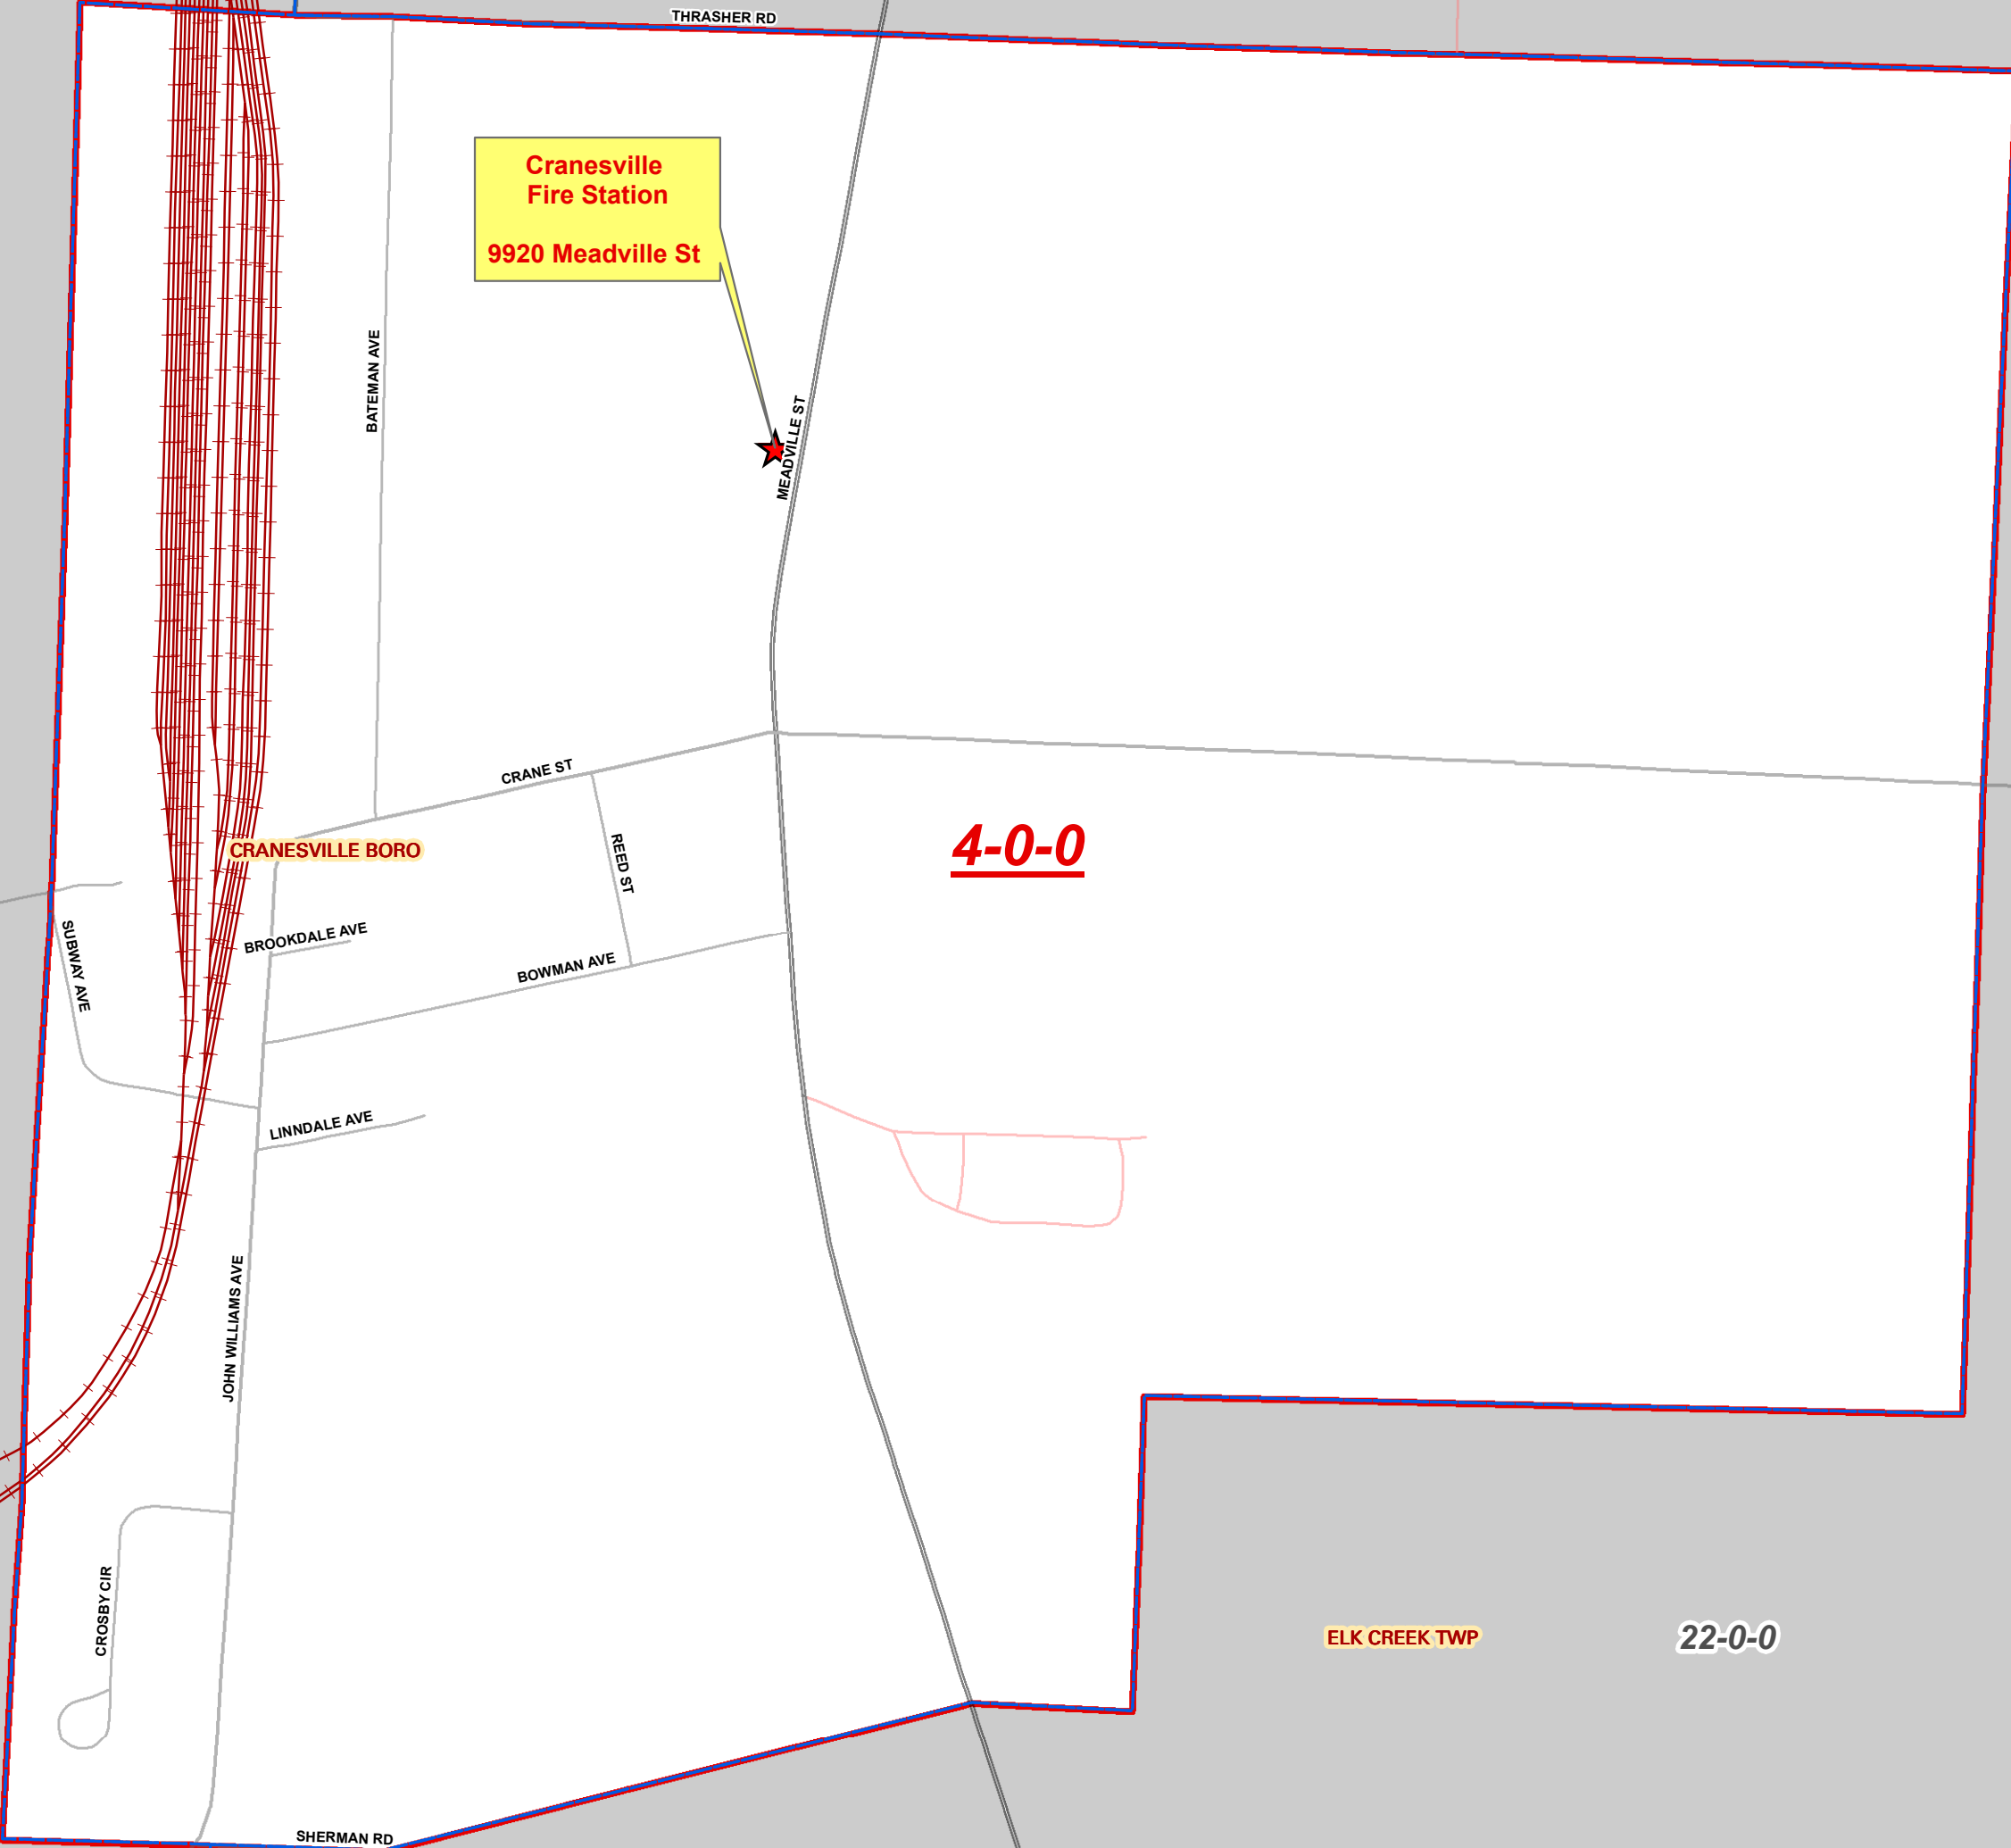 THRASHER RD
Cranesville
Fire Station
9920 Meadville St
BATEMAN AVE
MEADVILLE ST
CRANE ST
4-0-0
CRANESVILLE BORO
REED ST
SUBWAY AVE
BROOKDALE AVE
BOWMAN AVE
LINNDALE AVE
JOHN WILLIAMS AVE
CROSBY CIR
ELK CREEK TWP
22-0-0
SHERMAN RD